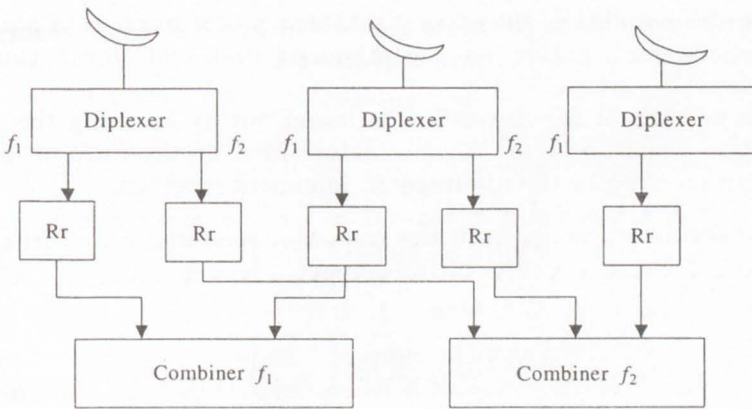 Diplexer Diplexer Diplexer
f₁ f₂ f₁ f₂ f₁
Rr Rr Rr Rr Rr
Combiner f₁ Combiner f₂